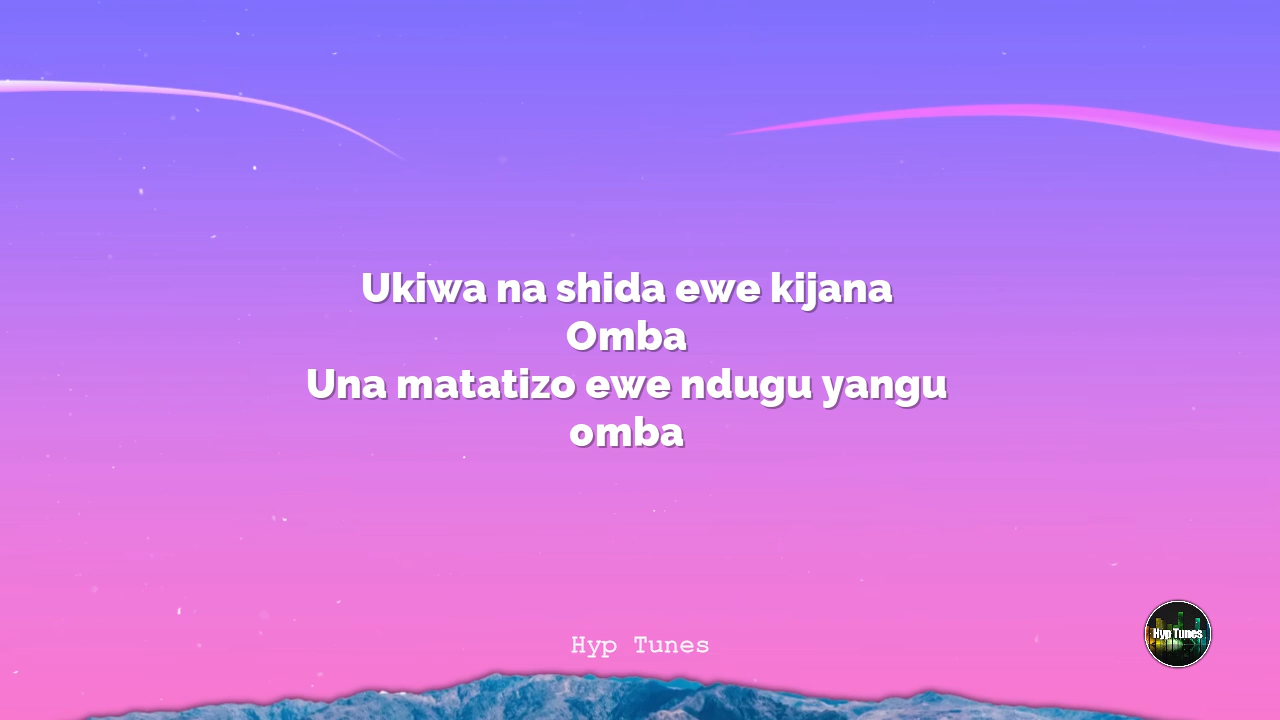 Ukiwa na shida ewe kijana
Omba
Una matatizo ewe ndugu yangu
omba
Hyp Tunes
Hyp Tunes